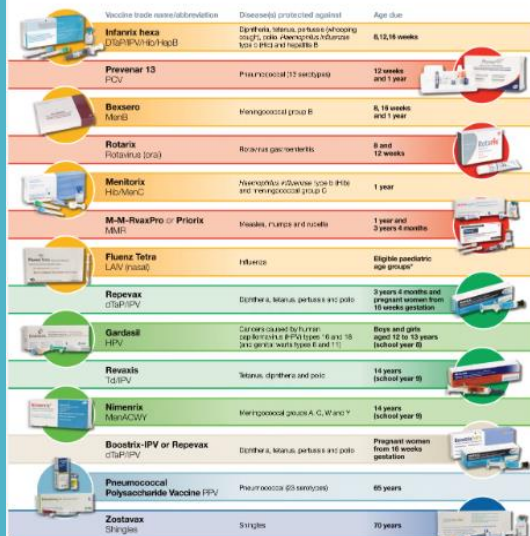 Vaccine trade name/abbreviation Disease(s) protected against Age due
Infanrix hexa
DTaP/IPV/Hib/HepB
Diphtheria, tetanus, pertussis (whooping
cough), polio, Haemophilus influenzae
type b (Hib) and hepatitis B
8,12,16 weeks
Prevenar 13
PCV
Pneumococcal (13 serotypes)
12 weeks
and 1 year
Bexsero
MenB
Meningococcal group B
8, 16 weeks
and 1 year
Rotarix
Rotavirus (oral)
Rotavirus gastroenteritis
8 and
12 weeks
Menitorix
Hib/MenC
Haemophilus influenzae type b (Hib)
and meningococcal group C
1 year
M-M-RvaxPro or Priorix
MMR
Measles, mumps and rubella
1 year and
3 years 4 months
Fluenz Tetra
LAIV (nasal)
Influenza
Eligible paediatric
age groups*
Repevax
dTaP/IPV
Diphtheria, tetanus, pertussis and polio
3 years 4 months and
pregnant women from
16 weeks gestation
Gardasil
HPV
Cancers caused by human
papillomavirus (HPV) types 16 and 18
(and genital warts types 6 and 11)
Boys and girls
aged 12 to 13 years
(school year 8)
Revaxis
Td/IPV
Tetanus, diphtheria and polio
14 years
(school year 9)
Nimenrix
MenACWY
Meningococcal groups A, C, W and Y
14 years
(school year 9)
Boostrix-IPV or Repevax
dTaP/IPV
Diphtheria, tetanus, pertussis and polio
Pregnant women
from 16 weeks
gestation
Pneumococcal
Polysaccharide Vaccine PPV
Pneumococcal (23 serotypes)
65 years
Zostavax
Shingles
Shingles
70 years